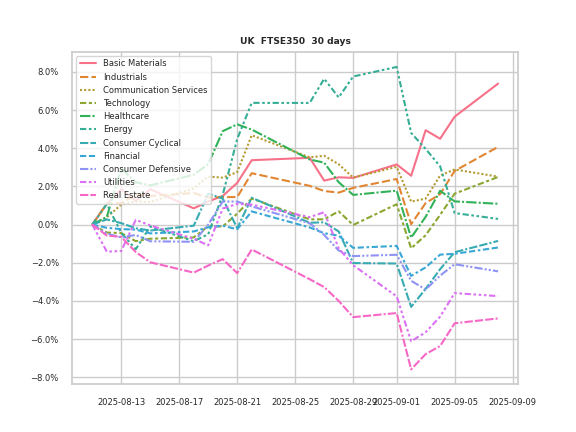 UK FTSE350 30 days
8.0%
6.0%
4.0%
2.0%
0.0%
−2.0%
−4.0%
−6.0%
−8.0%
Basic Materials
Industrials
Communication Services
Technology
Healthcare
Energy
Consumer Cyclical
Financial
Consumer Defensive
Utilities
Real Estate
2025-08-13
2025-08-17
2025-08-21
2025-08-25
2025-08-29
2025-09-01
2025-09-05
2025-09-09